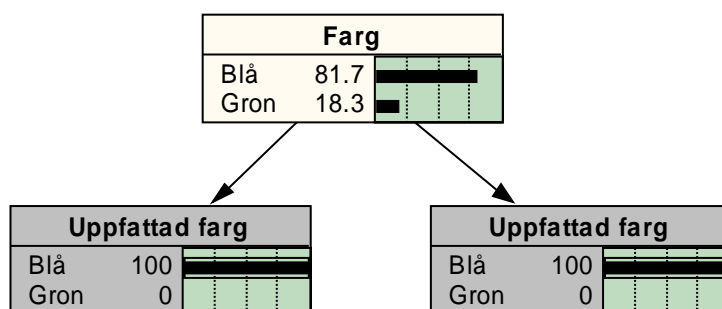 Farg
Blå 81.7
Gron 18.3
Uppfattad farg
Blå 100
Gron 0
Uppfattad farg
Blå 100
Gron 0